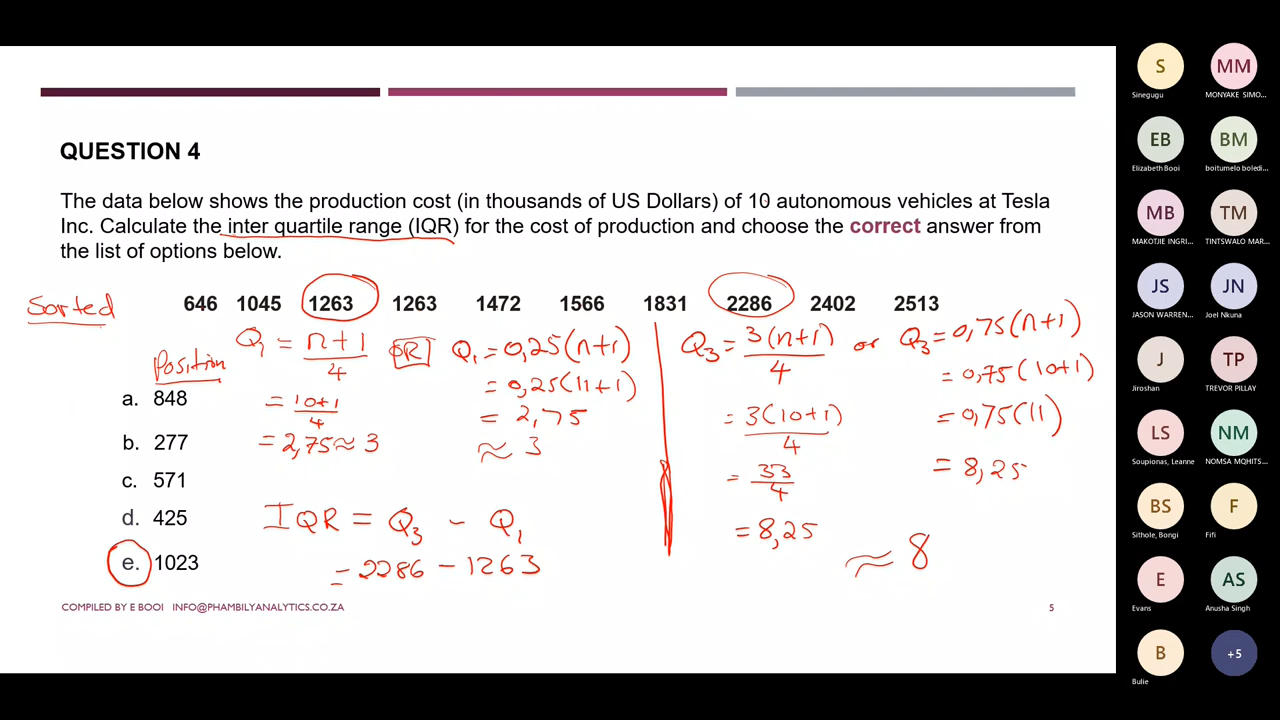 QUESTION 4
The data below shows the production cost (in thousands of US Dollars) of 10 autonomous vehicles at Tesla
Inc. Calculate the inter quartile range (IQR) for the cost of production and choose the correct answer from
the list of options below.
Sorted 646 1045 1263 1263 1472 1566 1831 2286 2402 2513
Position
Q₁ = n+1/4
= 10+1/4
= 2,75 ≈ 3
OR
Q₁ = 0,25(n+1)
= 0,25(11+1)
= 2,75
≈ 3
Q₃ = 3(n+1)/4
= 3(10+1)/4
= 33/4
= 8,25
or
Q₃ = 0,75(n+1)
= 0,75(10+1)
= 0,75(11)
= 8,25
≈ 8
a. 848
b. 277
c. 571
d. 425
e. 1023
IQR = Q₃ - Q₁
= 2286 - 1263
COMPILED BY E BOOI INFO@PHAMBILYANALYTICS.CO.ZA
5
S
Sinegugu
MM
MONYAKE SIMO...
EB
Elizabeth Booi
BM
boitumelo boledi...
MB
MAKOTJIE INGRI...
TM
TINTSWALO MAR...
JS
JASON WARREN...
JN
Joel Nkuna
J
Jiroshan
TP
TREVOR PILLAY
LS
Soupionas, Leanne
NM
NOMSA MQHITS...
BS
Sithole, Bongi
F
Fifi
E
Evans
AS
Anusha Singh
B
Bulie
+5